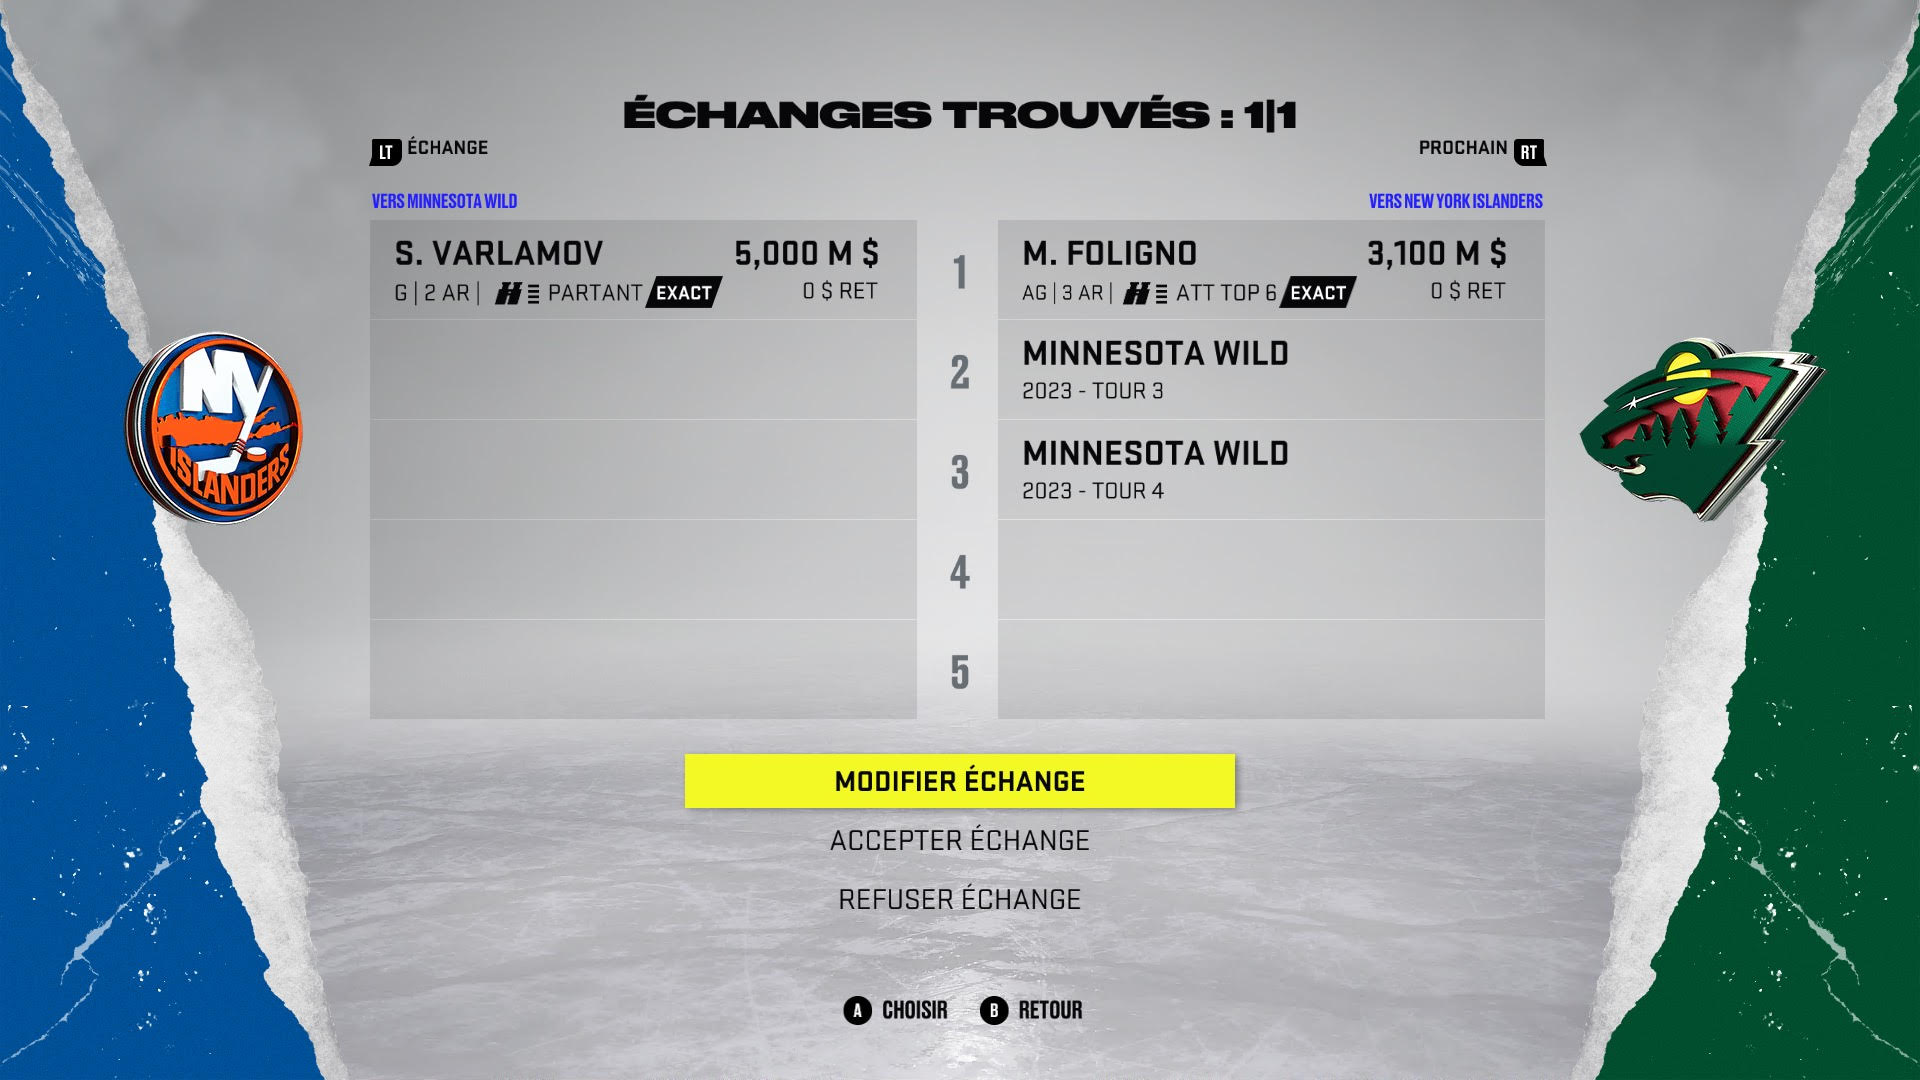 ÉCHANGES TROUVÉS : 1|1
LT ÉCHANGE
PROCHAIN RT
VERS MINNESOTA WILD
VERS NEW YORK ISLANDERS
S. VARLAMOV 5,000 M $
G | 2 AR | PARTANT EXACT 0 $ RET
1
M. FOLIGNO 3,100 M $
AG | 3 AR | ATT TOP 6 EXACT 0 $ RET
2
MINNESOTA WILD
2023 - TOUR 3
3
MINNESOTA WILD
2023 - TOUR 4
4
5
NY
ISLANDERS
MODIFIER ÉCHANGE
ACCEPTER ÉCHANGE
REFUSER ÉCHANGE
A CHOISIR B RETOUR